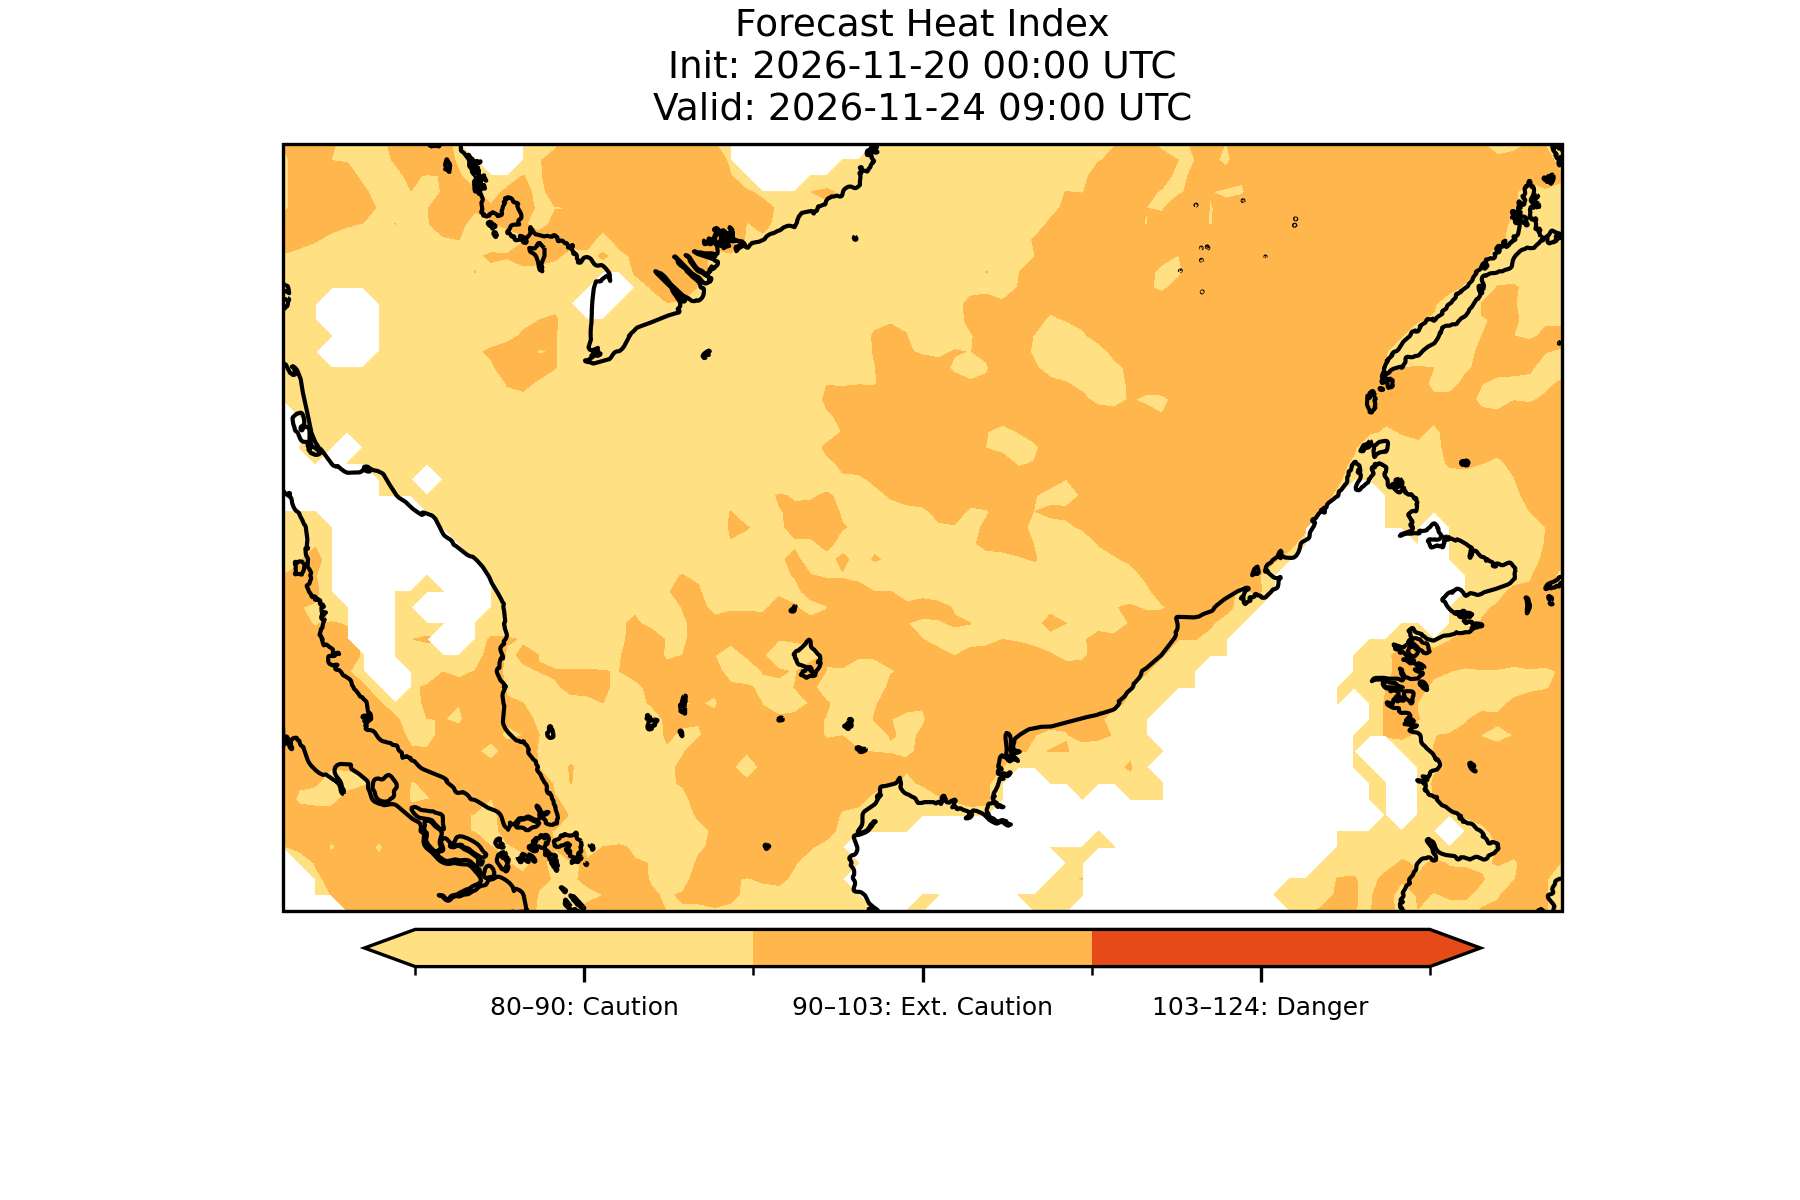 Forecast Heat Index
Init: 2026-11-20 00:00 UTC
Valid: 2026-11-24 09:00 UTC
80–90: Caution
90–103: Ext. Caution
103–124: Danger